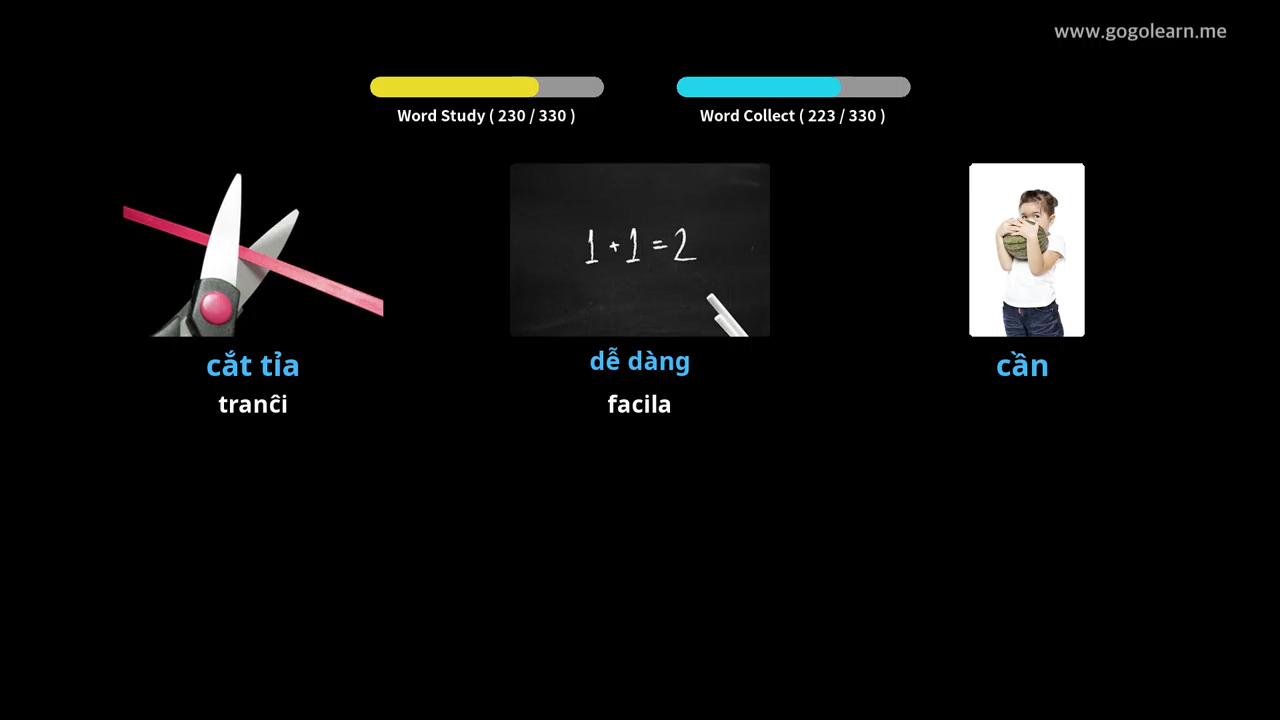 www.gogolearn.me
Word Study ( 230 / 330 )
Word Collect ( 223 / 330 )
1+1=2
cắt tỉa
dễ dàng
cần
tranĉi
facila